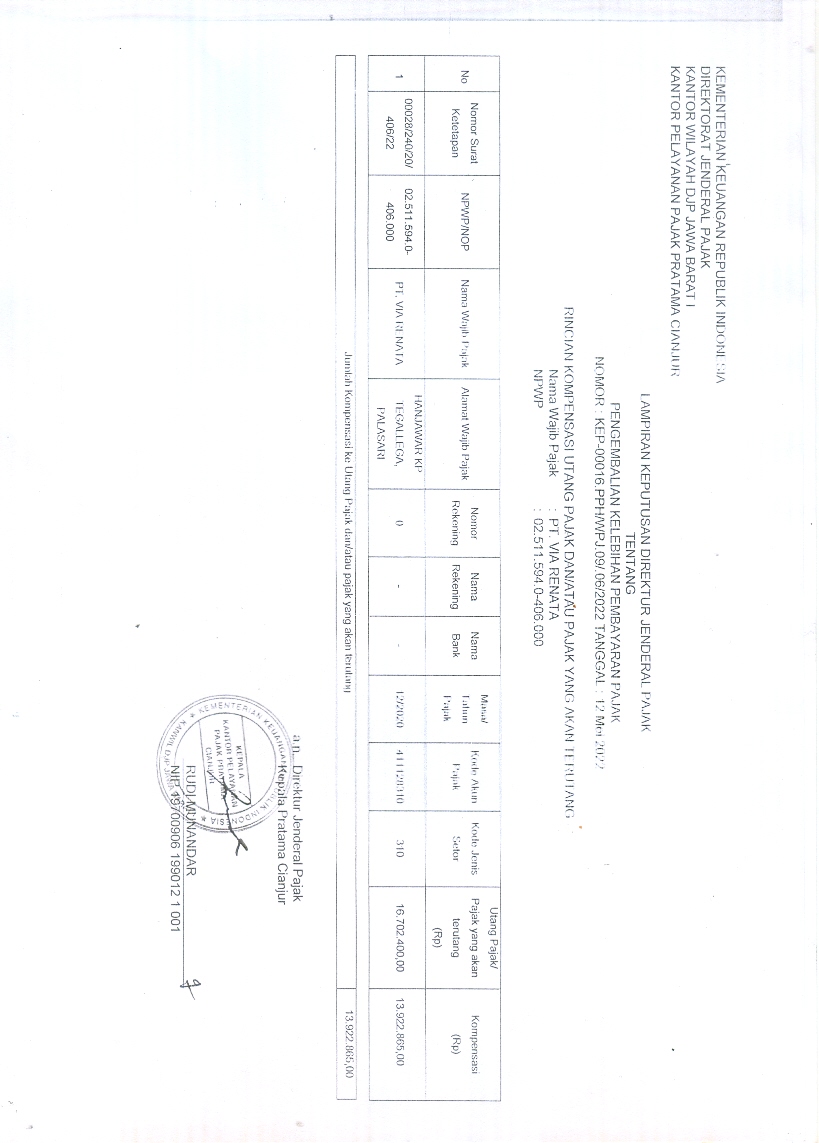 KEMENTERIAN KEUANGAN REPUBLIK INDONESIA
DIREKTORAT JENDERAL PAJAK
KANTOR WILAYAH DJP JAWA BARAT I
KANTOR PELAYANAN PAJAK PRATAMA CIANJUR
LAMPIRAN KEPUTUSAN DIREKTUR JENDERAL PAJAK
TENTANG
PENGEMBALIAN KELEBIHAN PEMBAYARAN PAJAK
NOMOR : KEP-00016.PPH/WPJ.09/.06/2022 TANGGAL : 12 Mei 2022
RINCIAN KOMPENSASI UTANG PAJAK DAN/ATAU PAJAK YANG AKAN TERUTANG
Nama Wajib Pajak : PT. VIA RENATA
NPWP : 02.511.594.0-406.000
No
Nomor Surat
Ketetapan
NPWP/NOP
Nama Wajib Pajak
Alamat Wajib Pajak
Nomor
Rekening
Nama
Rekening
Nama
Bank
Masa/
Tahun
Pajak
Kode Akun
Pajak
Kode Jenis
Setor
Utang Pajak/
Pajak yang akan
terutang
(Rp)
Kompensasi
(Rp)
1
00028/240/20/
406/22
02.511.594.0-
406.000
PT. VIA RENATA
HANJAWAR KP
TEGALLEGA,
PALASARI
0
-
-
12/2020
411128310
310
16.702.400,00
13.922.865,00
Jumlah Kompensasi ke Utang Pajak dan/atau pajak yang akan terutang
13.922.865,00
a.n. Direktur Jenderal Pajak
Kepala Pratama Cianjur
KEMENTERIAN KEUANGAN REPUBLIK INDONESIA
KEPALA
KANTOR PELAYANAN
PAJAK PRATAMA
CIANJUR
KANWIL DJP JAWA
RUDI MUNANDAR
NIP 19700906 199012 1 001